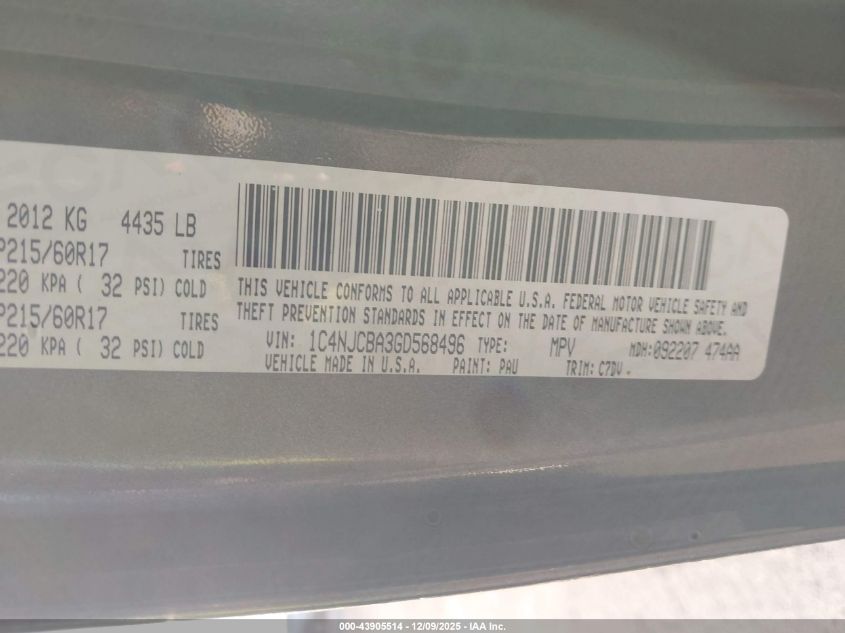 2012 KG 4435 LB
P215/60R17 TIRES
220 KPA ( 32 PSI) COLD
P215/60R17 TIRES
220 KPA ( 32 PSI) COLD
THIS VEHICLE CONFORMS TO ALL APPLICABLE U.S.A. FEDERAL MOTOR VEHICLE SAFETY AND
THEFT PREVENTION STANDARDS IN EFFECT ON THE DATE OF MANUFACTURE SHOWN ABOVE.
VIN: 1C4NJCBA3GD568496 TYPE: MPV MDH:092207 474AA
VEHICLE MADE IN U.S.A. PAINT: PAU TRIM: C7DV
000-43905514 - 12/09/2025 - IAA Inc.